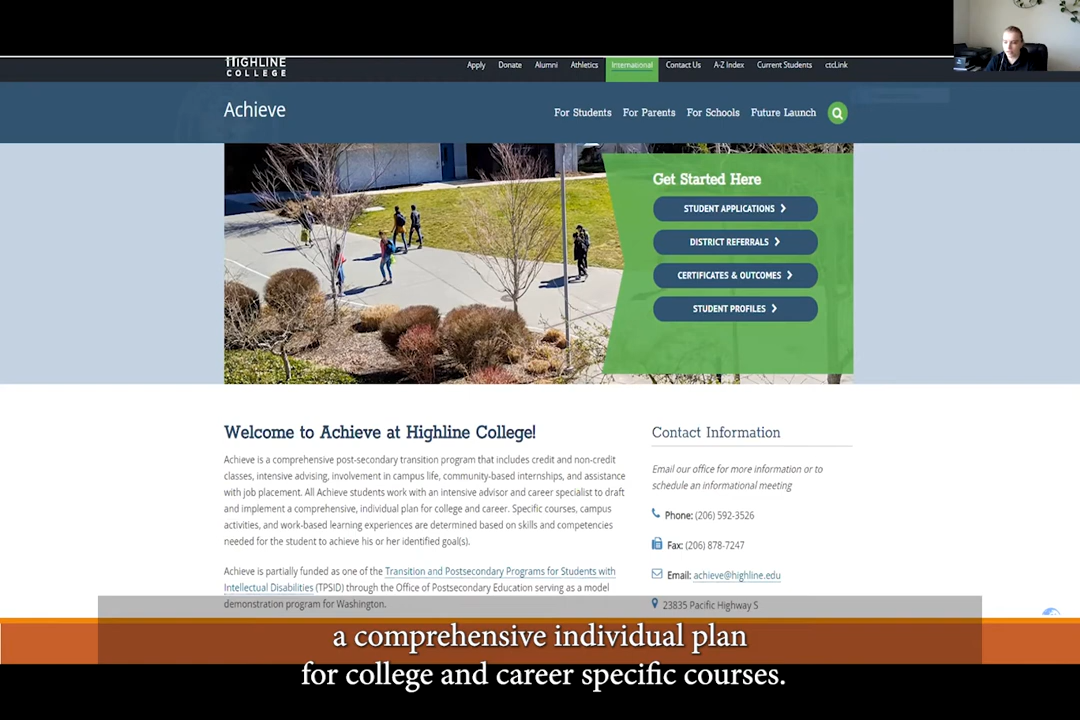 HIGHLINE
COLLEGE
Apply Donate Alumni Athletics International Contact Us A-Z Index Current Students ctcLink
Achieve
For Students For Parents For Schools Future Launch
Get Started Here
STUDENT APPLICATIONS
DISTRICT REFERRALS
CERTIFICATES & OUTCOMES
STUDENT PROFILES
Welcome to Achieve at Highline College!
Achieve is a comprehensive post-secondary transition program that includes credit and non-credit
classes, intensive advising, involvement in campus life, community-based internships, and assistance
with job placement. All Achieve students work with an intensive advisor and career specialist to draft
and implement a comprehensive, individual plan for college and career. Specific courses, campus
activities, and work-based learning experiences are determined based on skills and competencies
needed for the student to achieve his or her identified goal(s).
Achieve is partially funded as one of the Transition and Postsecondary Programs for Students with
Intellectual Disabilities (TPSID) through the Office of Postsecondary Education serving as a model
demonstration program for Washington.
Contact Information
Email our office for more information or to
schedule an informational meeting
Phone: (206) 592-3526
Fax: (206) 878-7247
Email: achieve@highline.edu
23835 Pacific Highway S
a comprehensive individual plan
for college and career specific courses.